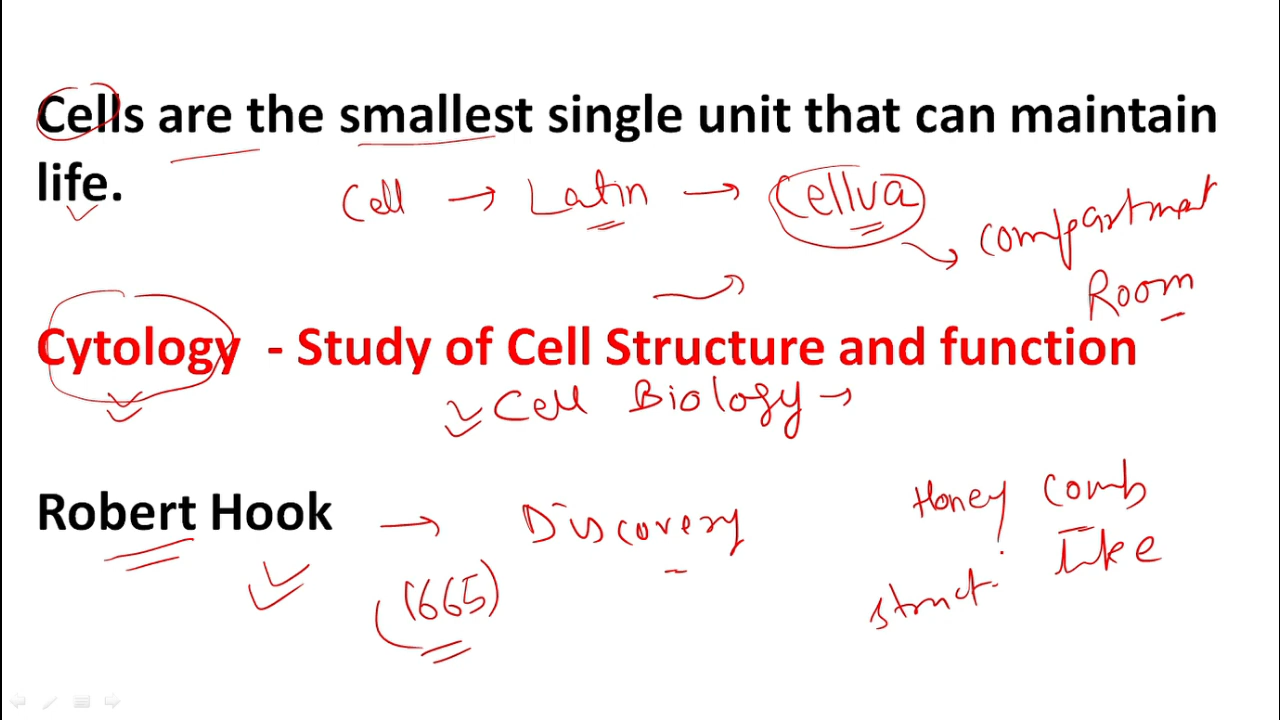 Cells are the smallest single unit that can maintain
life.
Cell → Latin → Cellva
compartment
Room
Cytology - Study of Cell Structure and function
Cell Biology →
Robert Hook → Discovery
(1665)
Honey comb
like
struct.